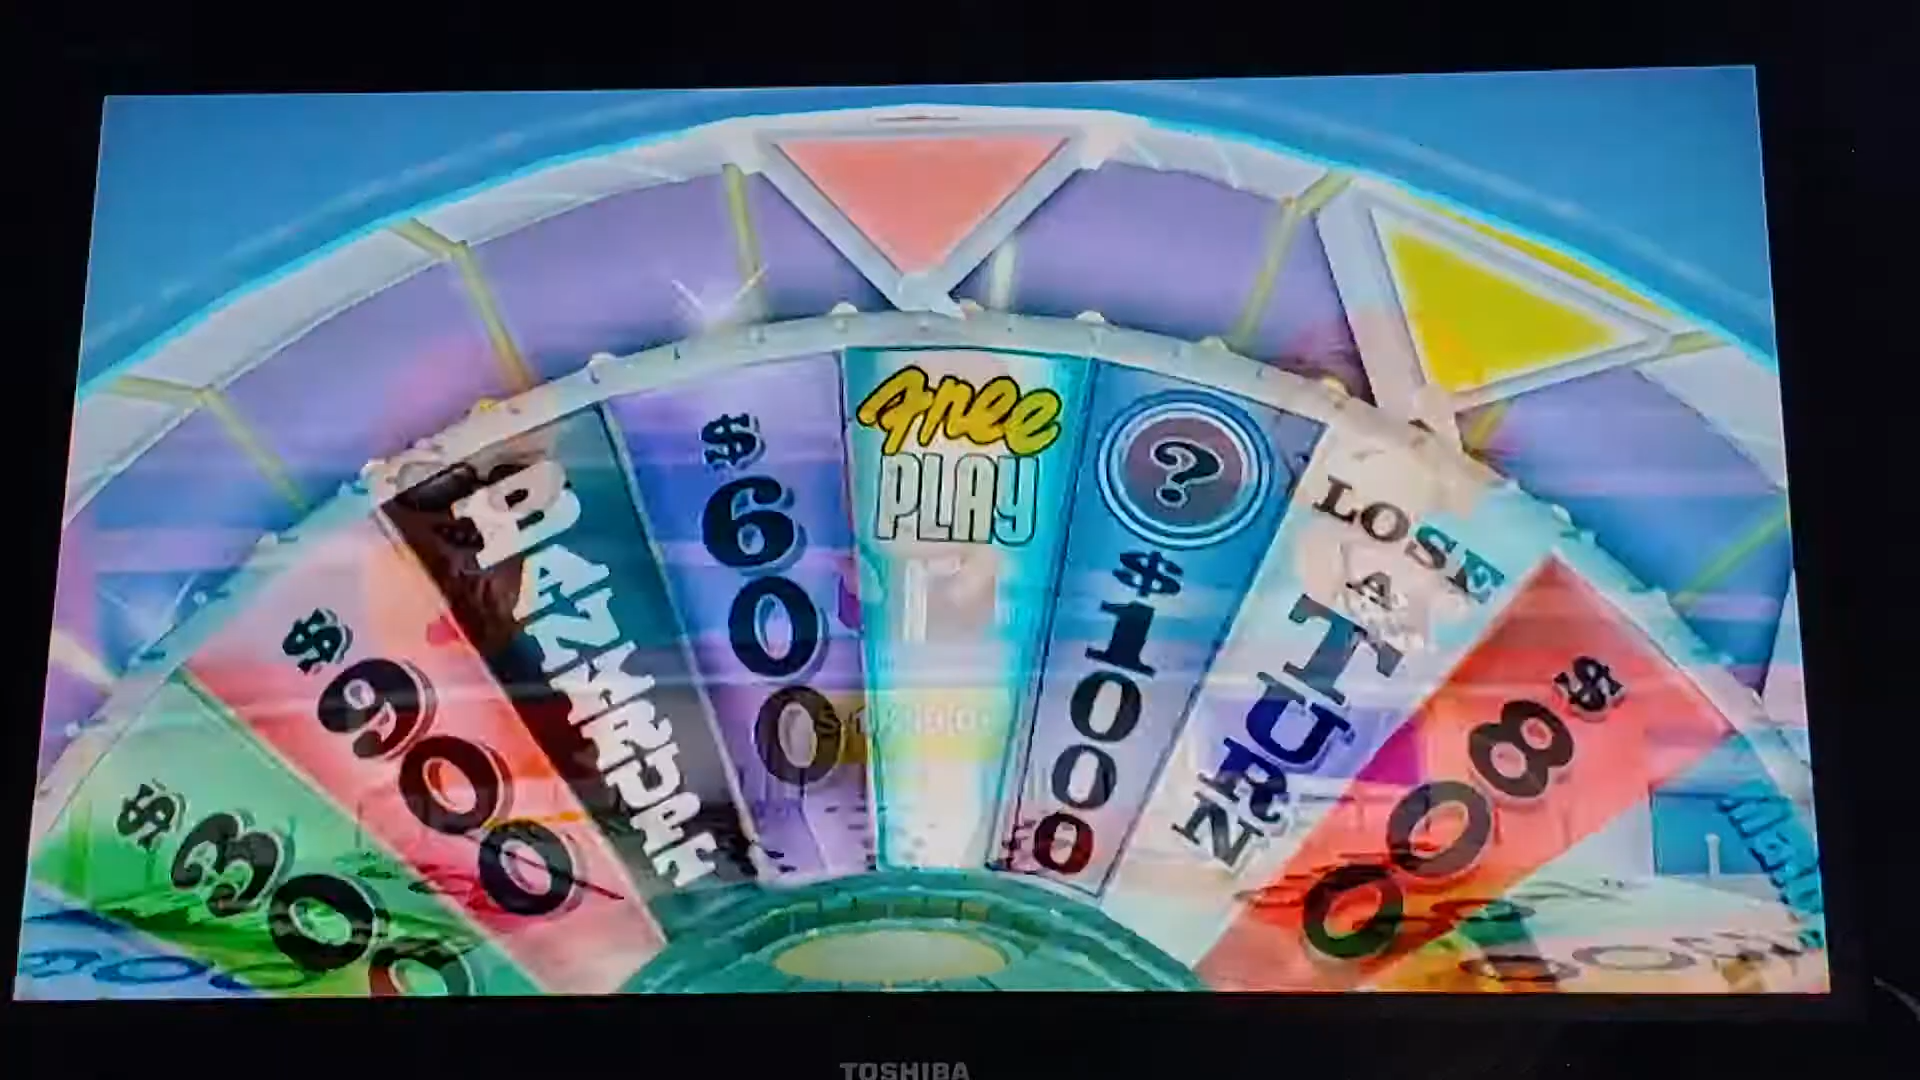 $300
$900
BANKRUPT
$600
Free
PLAY
?
$1000
LOSE
A
TURN
$800
TOSHIBA